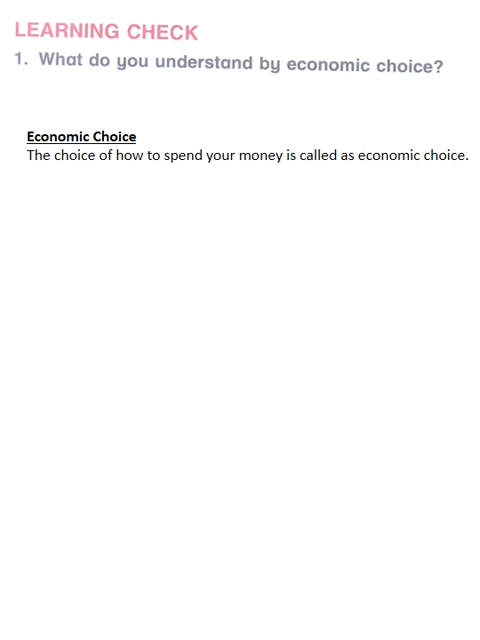 LEARNING CHECK
1. What do you understand by economic choice?
Economic Choice
The choice of how to spend your money is called as economic choice.